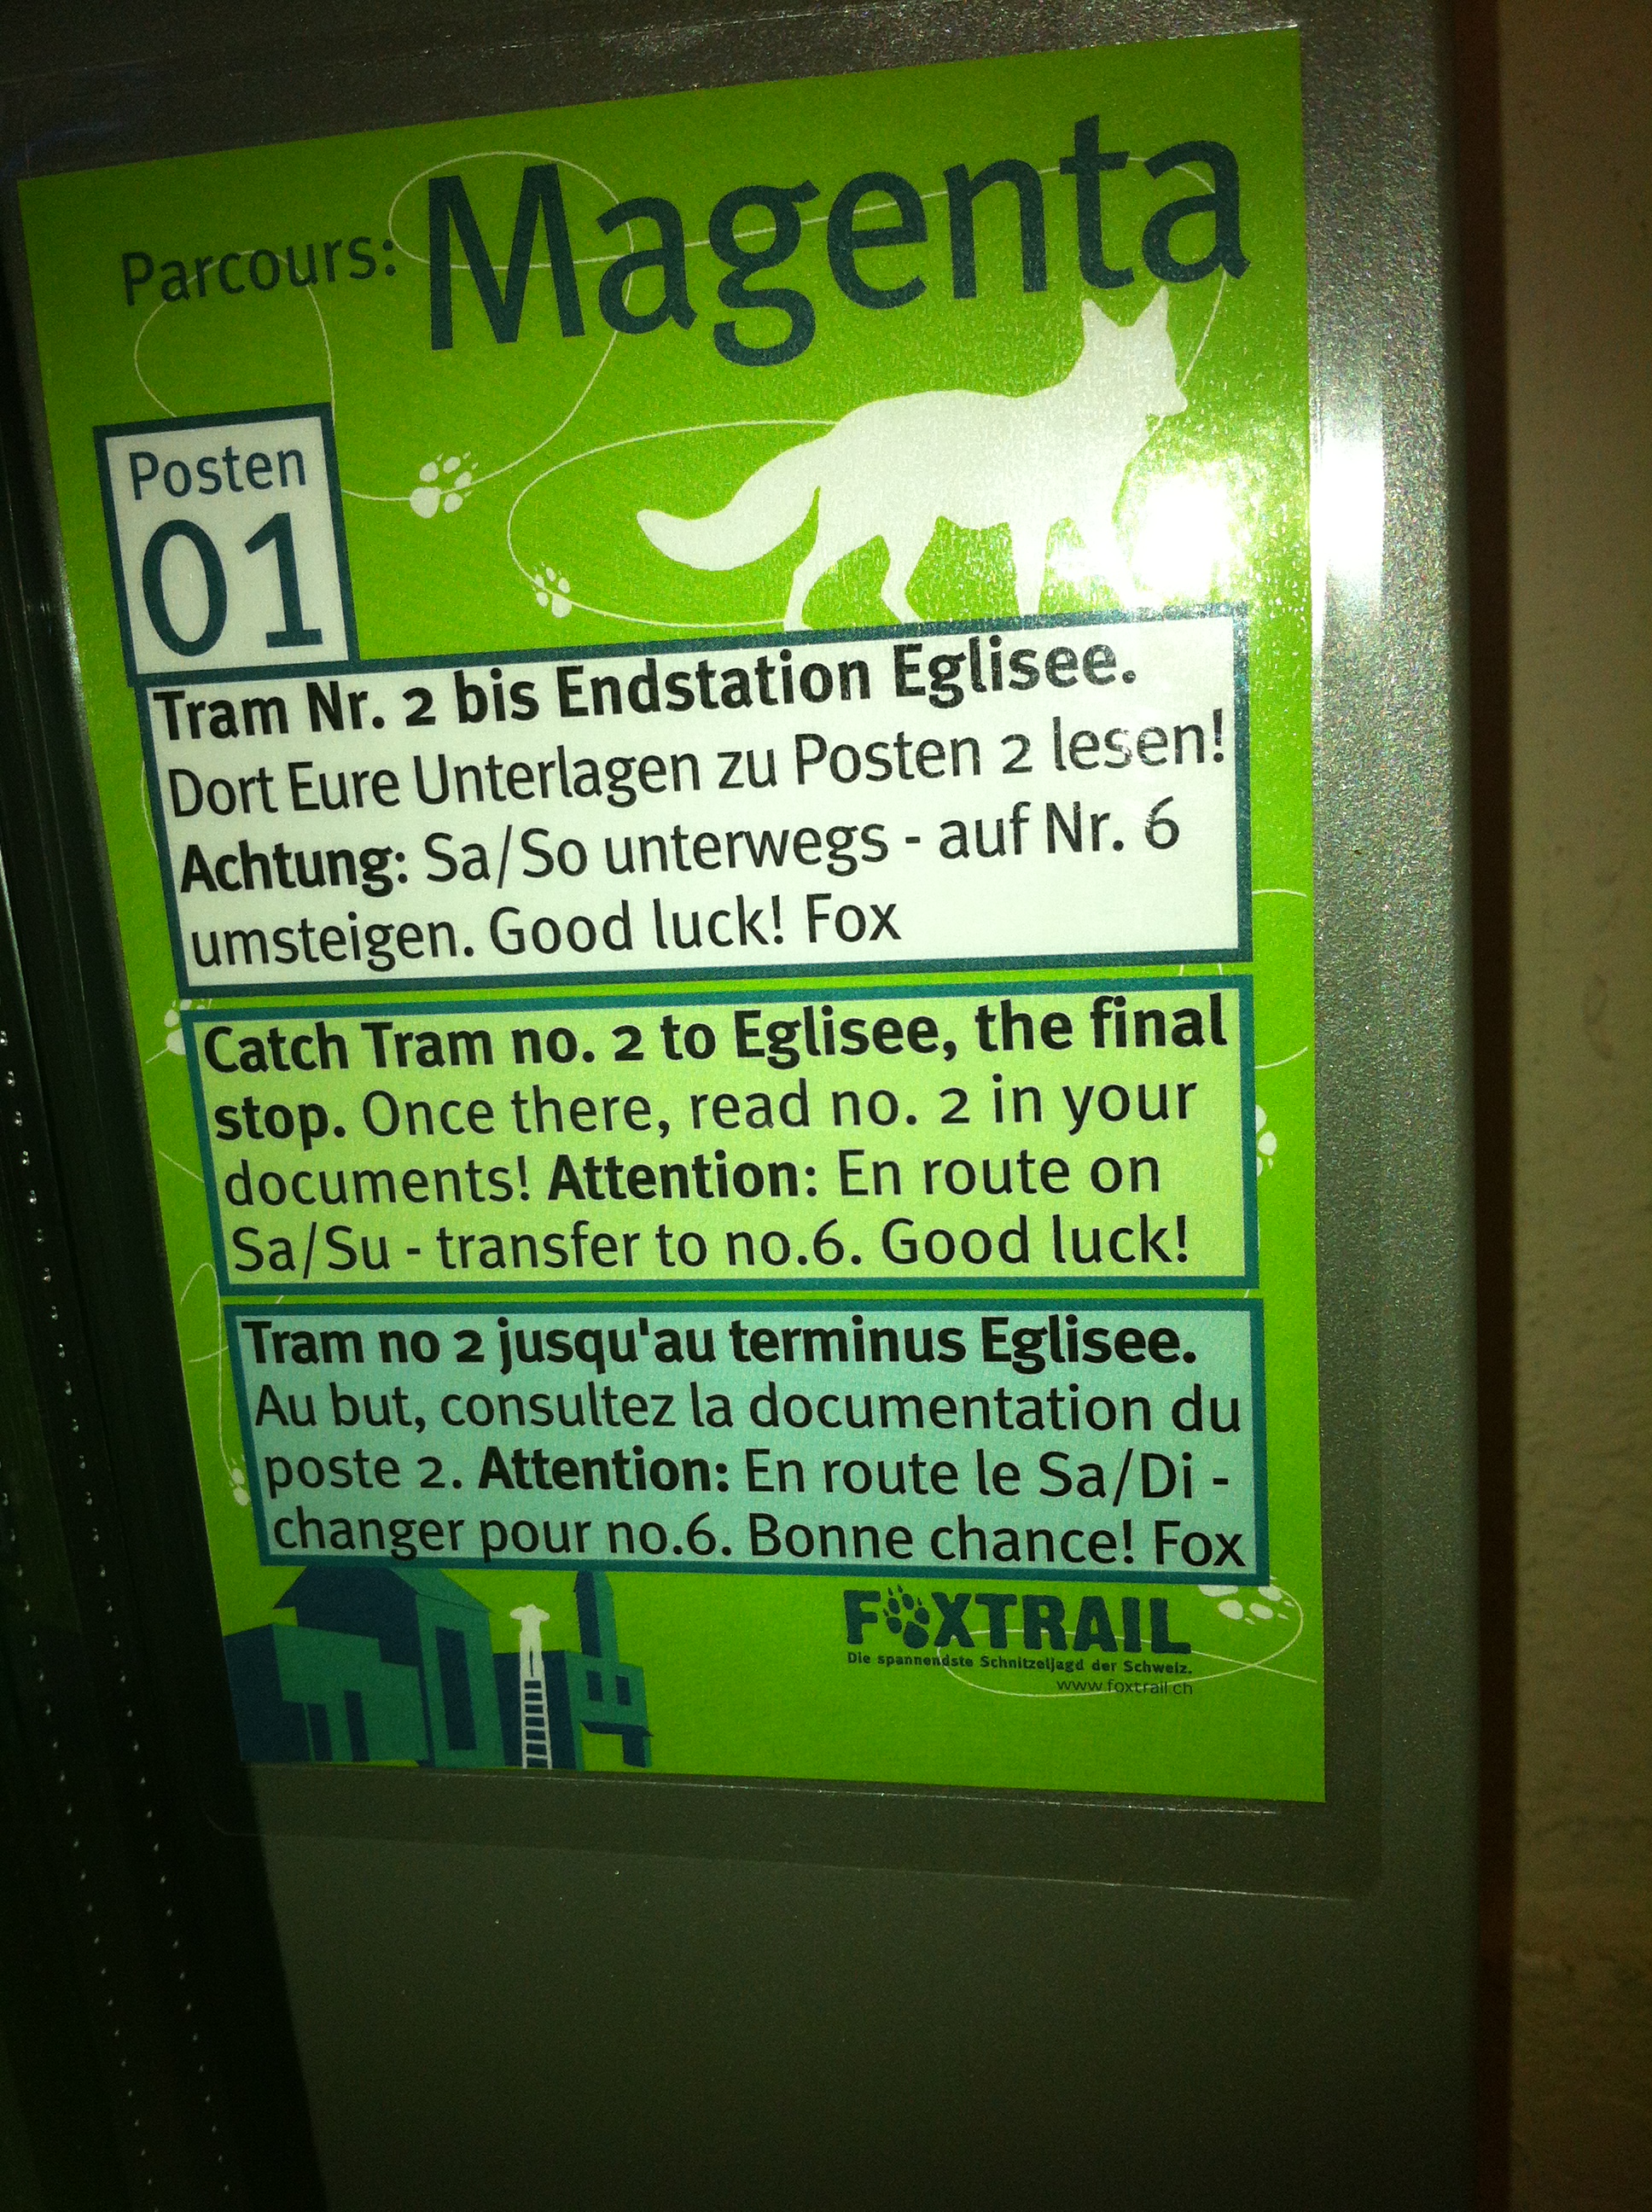 Parcours: Magenta
Posten
01
Tram Nr. 2 bis Endstation Eglisee.
Dort Eure Unterlagen zu Posten 2 lesen!
Achtung: Sa/So unterwegs - auf Nr. 6
umsteigen. Good luck! Fox
Catch Tram no. 2 to Eglisee, the final
stop. Once there, read no. 2 in your
documents! Attention: En route on
Sa/Su - transfer to no.6. Good luck!
Tram no 2 jusqu'au terminus Eglisee.
Au but, consultez la documentation du
poste 2. Attention: En route le Sa/Di -
changer pour no.6. Bonne chance! Fox
FOXTRAIL
Die spannendste Schnitzeljagd der Schweiz.
www.foxtrail.ch